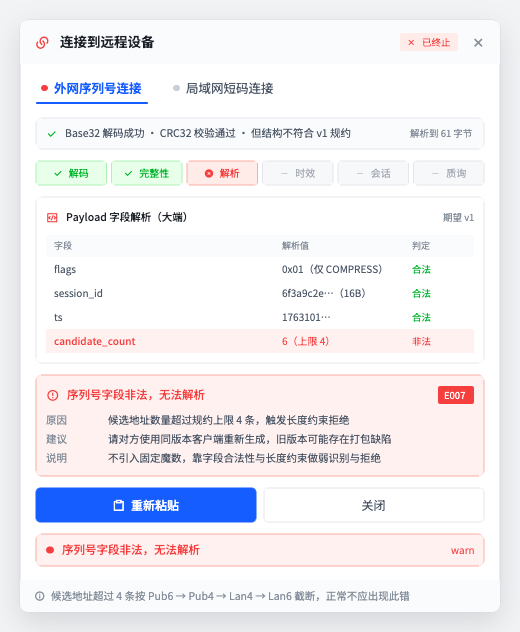 连接到远程设备
已终止
外网序列号连接
局域网短码连接
Base32 解码成功 · CRC32 校验通过 · 但结构不符合 v1 规约
解析到 61 字节
解码
完整性
解析
时效
会话
质询
Payload 字段解析（大端）
期望 v1
字段 解析值 判定
flags 0x01（仅 COMPRESS） 合法
session_id 6f3a9c2e…（16B） 合法
ts 1763101… 合法
candidate_count 6（上限 4） 非法
序列号字段非法，无法解析
E007
原因 候选地址数量超过规约上限 4 条，触发长度约束拒绝
建议 请对方使用同版本客户端重新生成，旧版本可能存在打包缺陷
说明 不引入固定魔数，靠字段合法性与长度约束做弱识别与拒绝
重新粘贴
关闭
序列号字段非法，无法解析
warn
候选地址超过 4 条按 Pub6 → Pub4 → Lan4 → Lan6 截断，正常不应出现此错